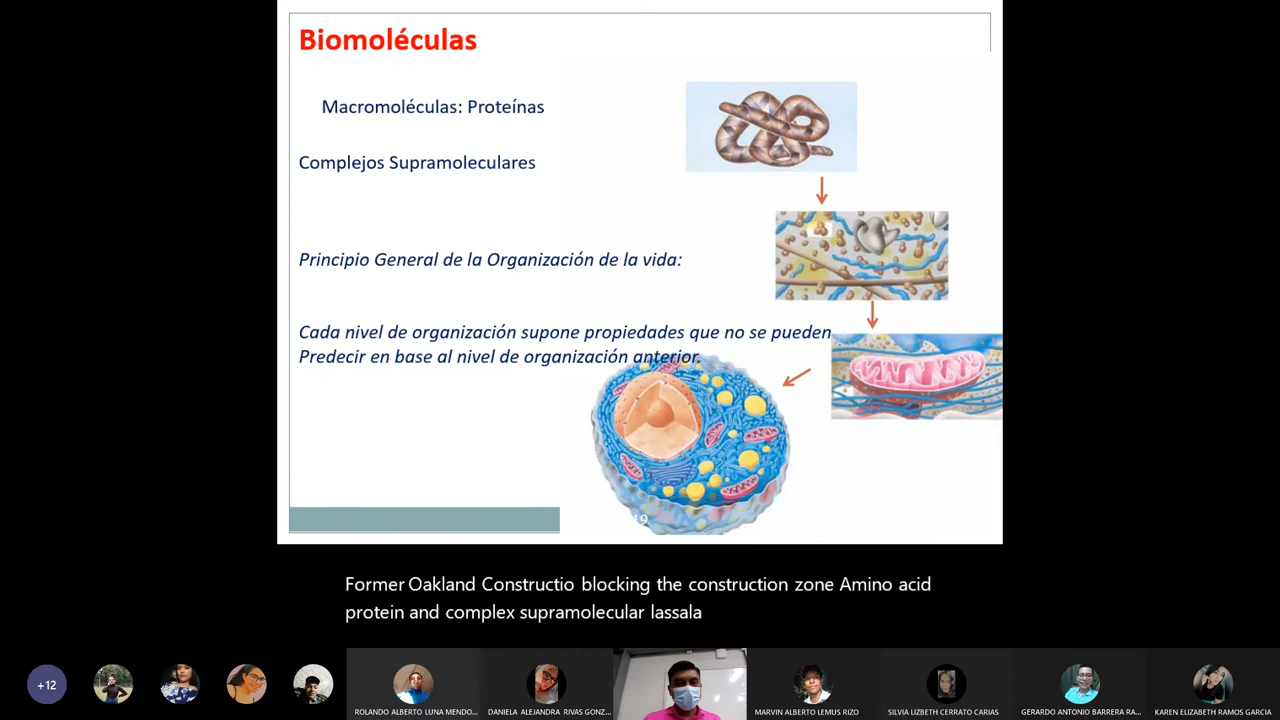 Biomoléculas
Macromoléculas: Proteínas
Complejos Supramoleculares
Principio General de la Organización de la vida:
Cada nivel de organización supone propiedades que no se pueden
Predecir en base al nivel de organización anterior.
19
Former Oakland Constructio blocking the construction zone Amino acid
protein and complex supramolecular lassala
+12
ROLANDO ALBERTO LUNA MENDO...
DANIELA ALEJANDRA RIVAS GONZ...
MARVIN ALBERTO LEMUS RIZO
SILVIA LIZBETH CERRATO CARIAS
GERARDO ANTONIO BARRERA RA...
KAREN ELIZABETH RAMOS GARCIA